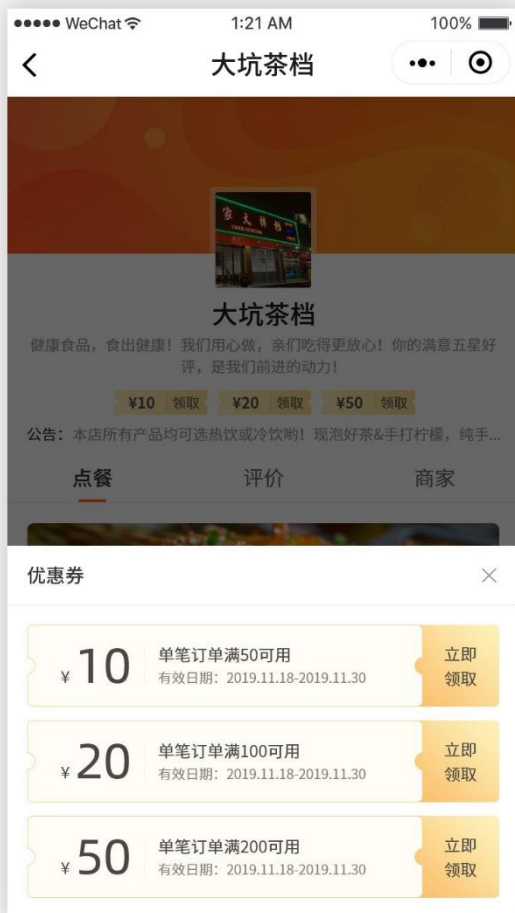 WeChat 1:21 AM 100%
大坑茶档
大坑茶档
健康食品，食出健康！我们用心做，亲们吃得更放心！你的满意五星好
评，是我们前进的动力！
¥10 领取 ¥20 领取 ¥50 领取
公告：本店所有产品均可选热饮或冷饮哟！现泡好茶&手打柠檬，纯手...
点餐 评价 商家
优惠券
¥ 10 单笔订单满50可用 立即
有效日期：2019.11.18-2019.11.30 领取
¥ 20 单笔订单满100可用 立即
有效日期：2019.11.18-2019.11.30 领取
¥ 50 单笔订单满200可用 立即
有效日期：2019.11.18-2019.11.30 领取